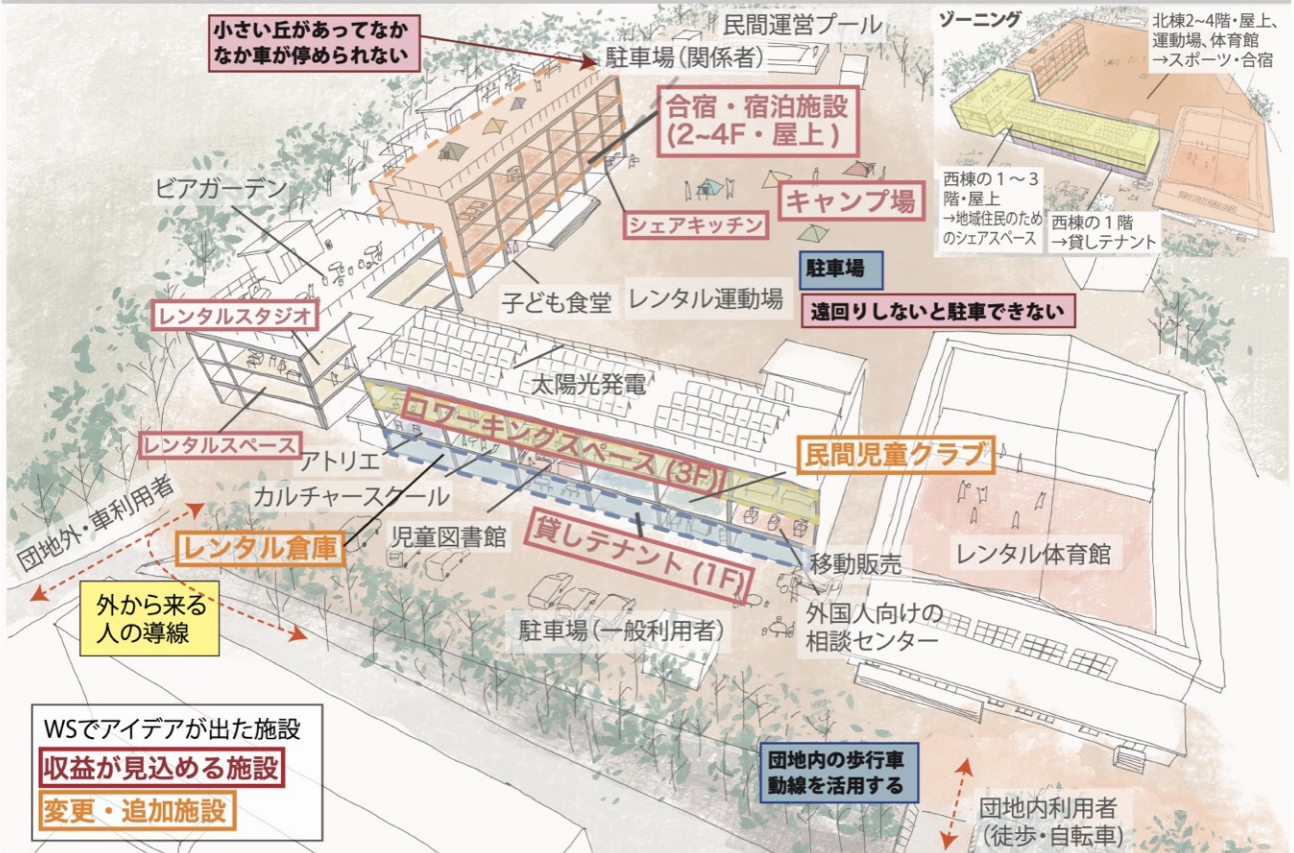 小さい丘があってなか
なか車が停められない
民間運営プール
駐車場（関係者）
ゾーニング
北棟2~4階・屋上、
運動場、体育館
→スポーツ・合宿
合宿・宿泊施設
(2~4F・屋上)
ビアガーデン
キャンプ場
シェアキッチン
西棟の１～３
階・屋上
→地域住民のため
のシェアスペース
西棟の１階
→貸しテナント
駐車場
子ども食堂
レンタル運動場
遠回りしないと駐車できない
レンタルスタジオ
太陽光発電
コワーキングスペース (3F)
レンタルスペース
アトリエ
民間児童クラブ
カルチャースクール
団地外・車利用者
レンタル倉庫
児童図書館
貸しテナント (1F)
移動販売
レンタル体育館
外から来る
人の導線
駐車場（一般利用者）
外国人向けの
相談センター
WSでアイデアが出た施設
収益が見込める施設
変更・追加施設
団地内の歩行車
動線を活用する
団地内利用者
（徒歩・自転車）